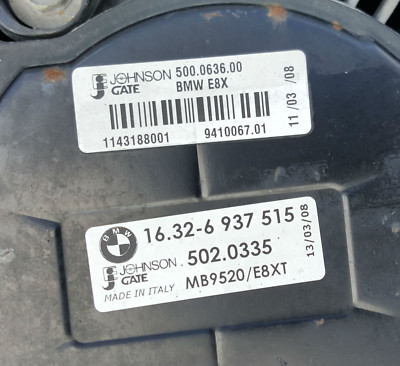 JOHNSON GATE 500.0636.00
BMW E8X
1143188001 9410067.01
11/03/08
BMW
16.32-6 937 515
JOHNSON GATE 502.0335
MADE IN ITALY MB9520/E8XT
13/03/08